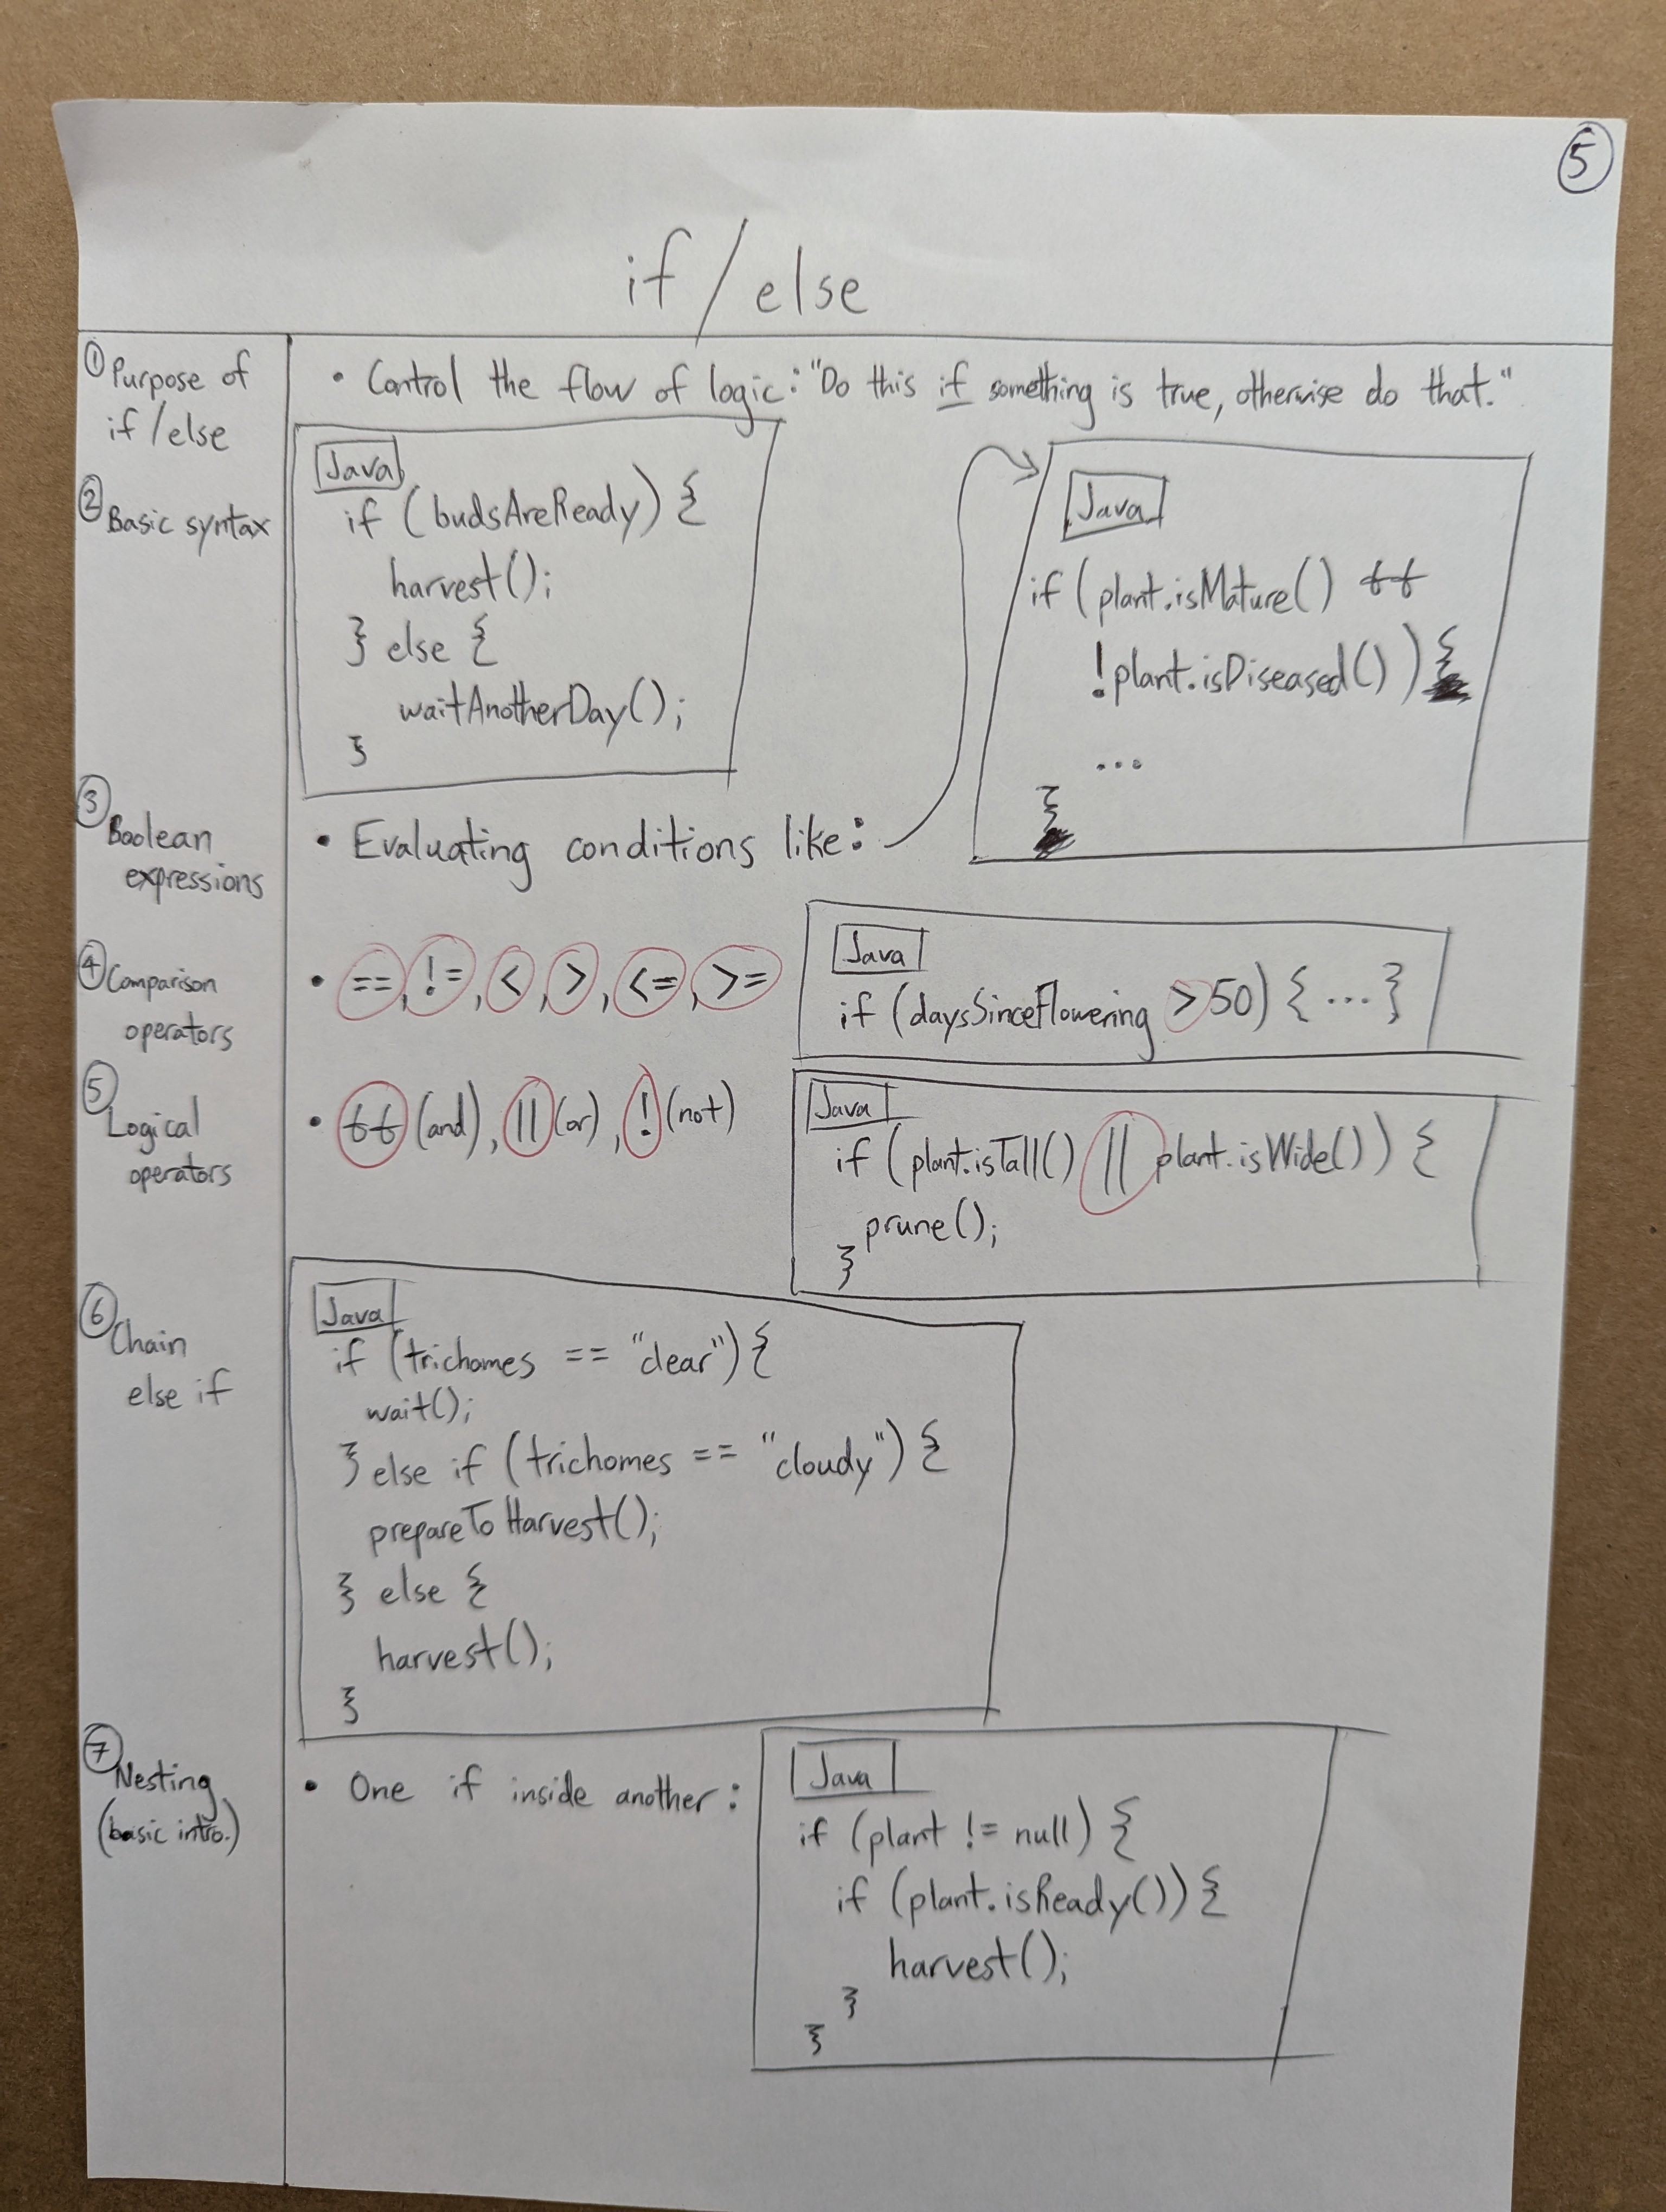 5
if / else
① Purpose of
if / else
• Control the flow of logic: "Do this if something is true, otherwise do that."
② Basic syntax
Java
if (budsAreReady) {
harvest();
} else {
waitAnotherDay();
}
③ Boolean
expressions
• Evaluating conditions like:
Java
if (plant.isMature() &&
!plant.isDiseased()) {
...
}
④ Comparison
operators
• ==, !=, <, >, <=, >=
Java
if (daysSinceFlowering > 50) { ... }
⑤ Logical
operators
• && (and), || (or), ! (not)
Java
if (plant.isTall() || plant.isWide()) {
prune();
}
⑥ Chain
else if
Java
if (trichomes == "clear") {
wait();
} else if (trichomes == "cloudy") {
prepareToHarvest();
} else {
harvest();
}
⑦ Nesting
(basic intro.)
• One if inside another:
Java
if (plant != null) {
if (plant.isReady()) {
harvest();
}
}